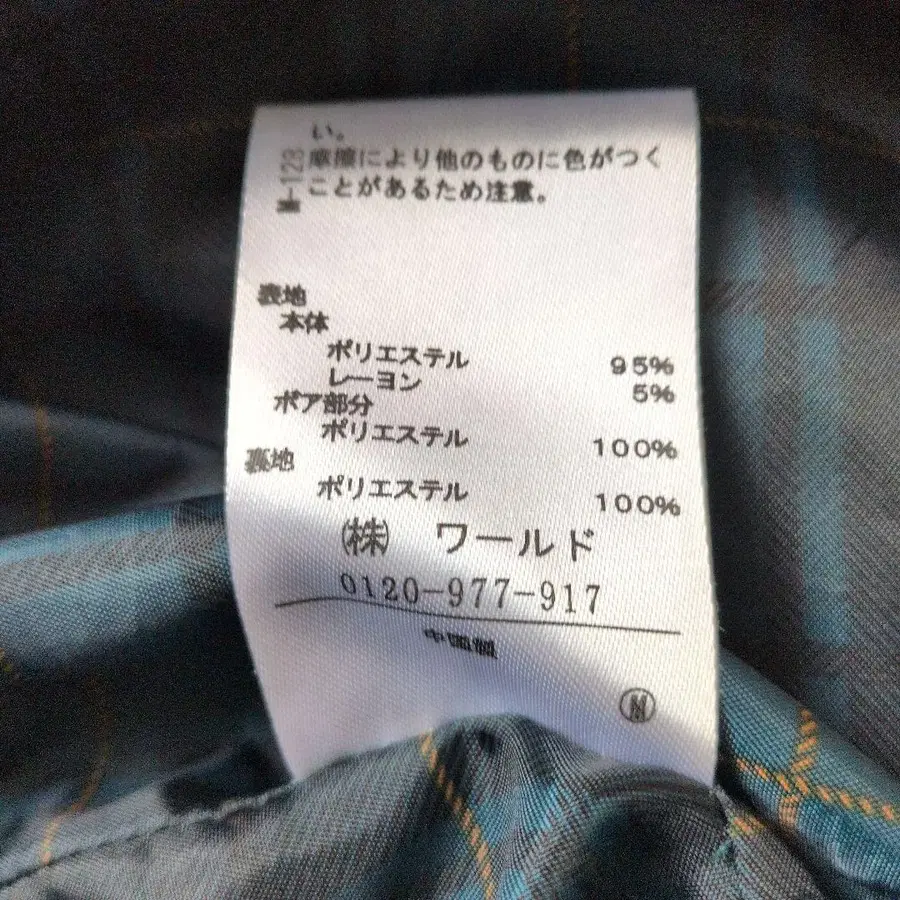 い。
摩擦により他のものに色がつく
ことがあるため注意。
M-123
表地
本体
ポリエステル 95%
レーヨン 5%
ボア部分
ポリエステル 100%
裏地
ポリエステル 100%
㈱ ワールド
0120-977-917
中国製